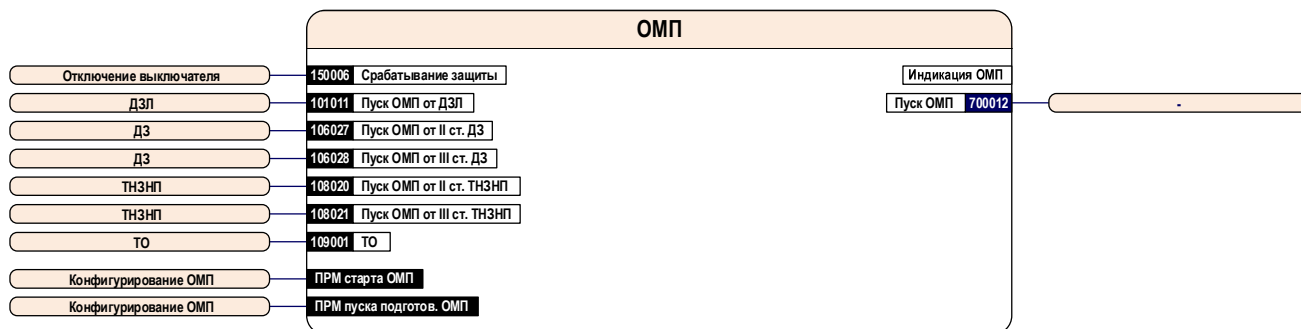 ОМП
Отключение выключателя 150006 Срабатывание защиты Индикация ОМП
ДЗЛ 101011 Пуск ОМП от ДЗЛ Пуск ОМП 700012 -
ДЗ 106027 Пуск ОМП от II ст. ДЗ
ДЗ 106028 Пуск ОМП от III ст. ДЗ
ТНЗНП 108020 Пуск ОМП от II ст. ТНЗНП
ТНЗНП 108021 Пуск ОМП от III ст. ТНЗНП
ТО 109001 ТО
Конфигурирование ОМП ПРМ старта ОМП
Конфигурирование ОМП ПРМ пуска подготов. ОМП